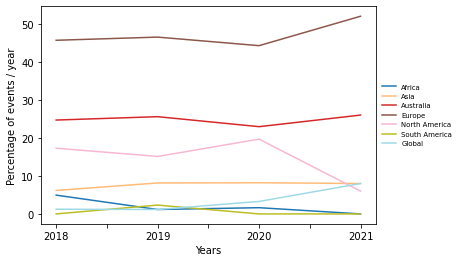 Percentage of events / year
50
40
30
20
10
0
2018
2019
2020
2021
Years
Africa
Asia
Australia
Europe
North America
South America
Global